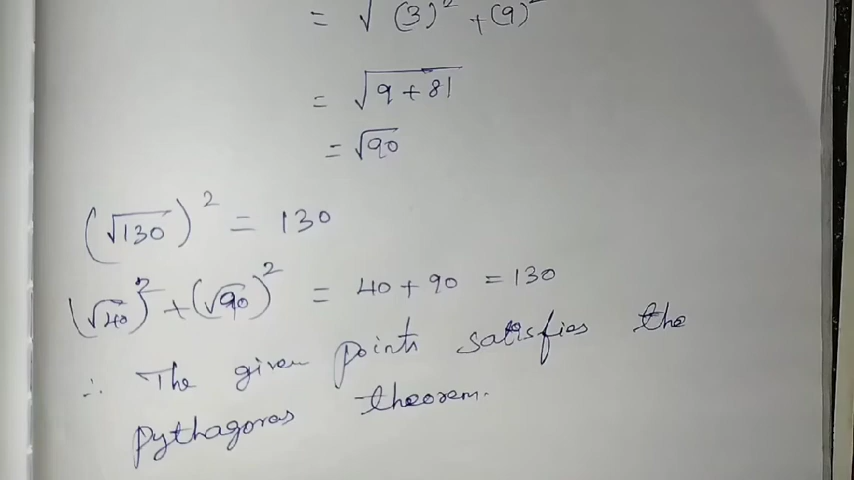 = √(3)² + (9)²
= √9 + 81
= √90
(√130)² = 130
(√40)² + (√90)² = 40 + 90 = 130
∴ The given points satisfies the
pythagoras theorem.